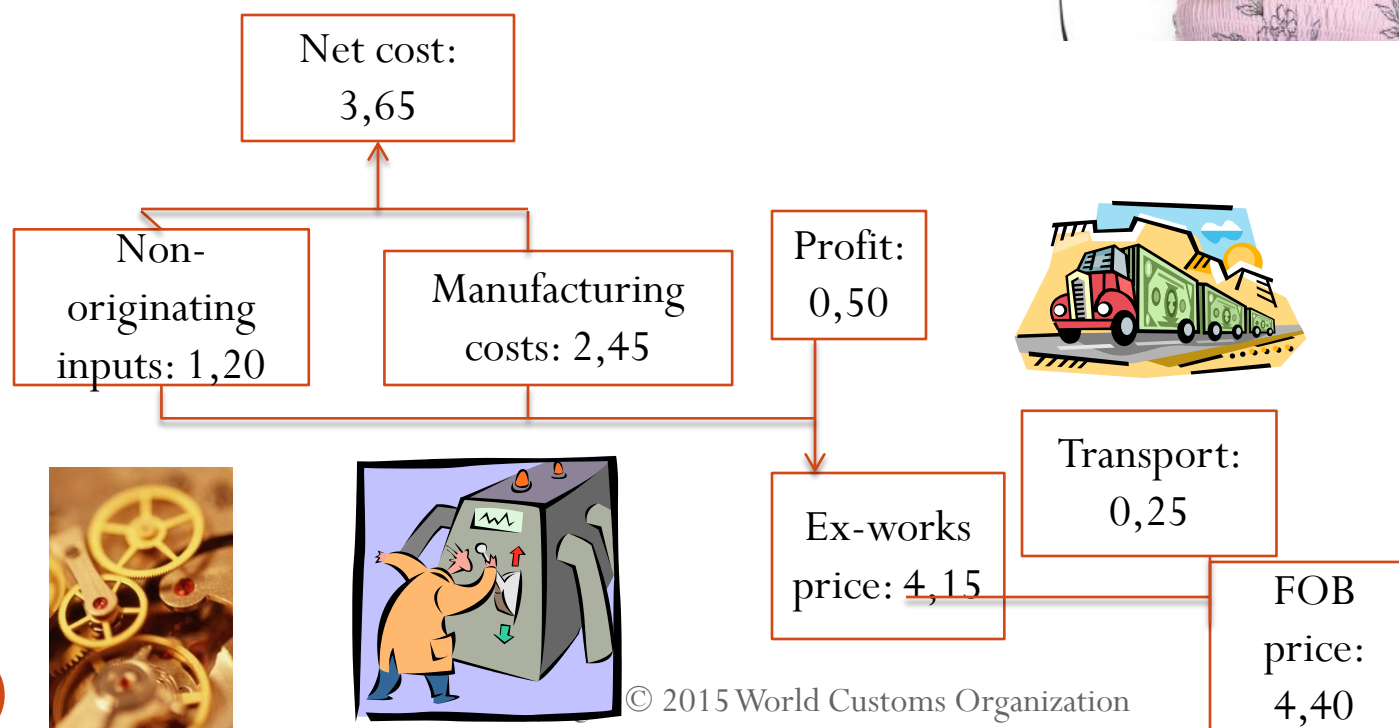 Net cost:
3,65
Non-
originating
inputs: 1,20
Manufacturing
costs: 2,45
Profit:
0,50
Ex-works
price: 4,15
Transport:
0,25
FOB
price:
4,40
© 2015 World Customs Organization